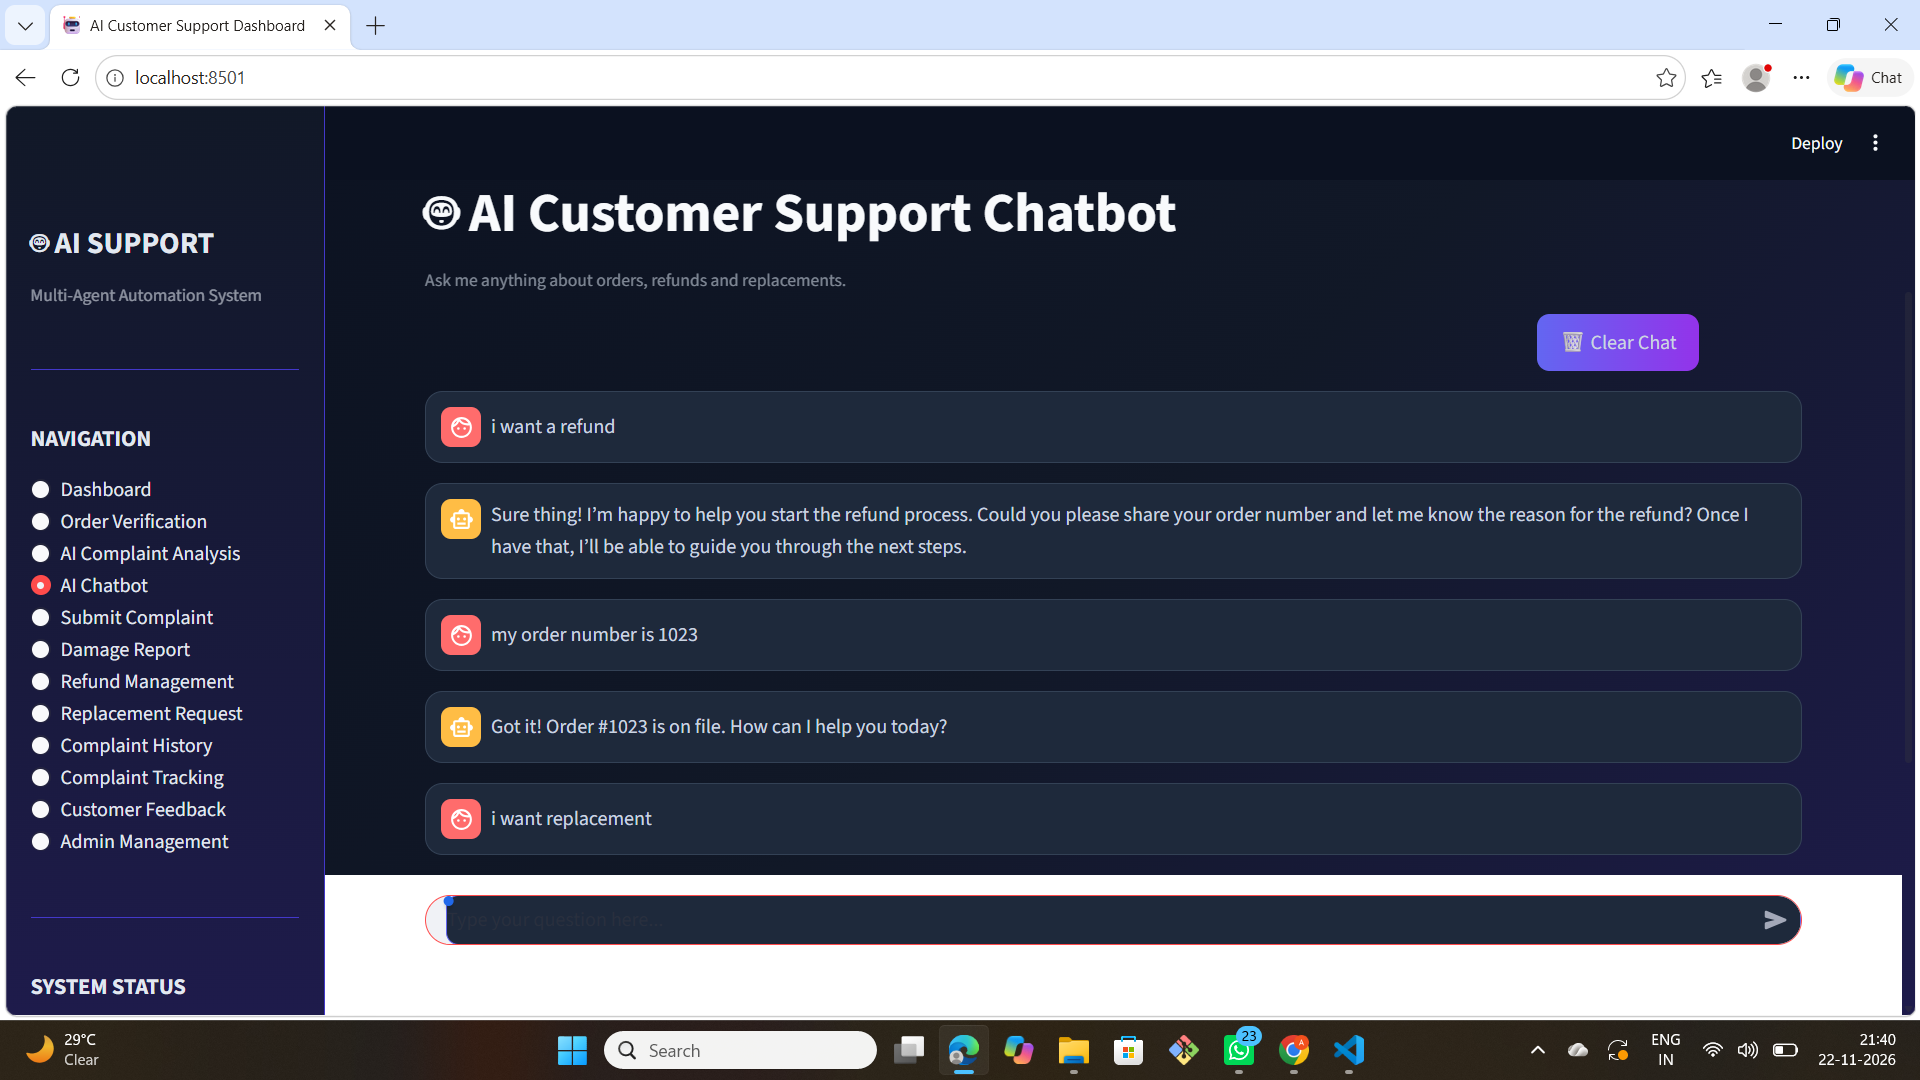 AI Customer Support Dashboard
localhost:8501
Chat
Deploy
AI SUPPORT
Multi-Agent Automation System
NAVIGATION
Dashboard
Order Verification
AI Complaint Analysis
AI Chatbot
Submit Complaint
Damage Report
Refund Management
Replacement Request
Complaint History
Complaint Tracking
Customer Feedback
Admin Management
SYSTEM STATUS
AI Customer Support Chatbot
Ask me anything about orders, refunds and replacements.
Clear Chat
i want a refund
Sure thing! I’m happy to help you start the refund process. Could you please share your order number and let me know the reason for the refund? Once I
have that, I’ll be able to guide you through the next steps.
my order number is 1023
Got it! Order #1023 is on file. How can I help you today?
i want replacement
Type your question here...
29°C
Clear
Search
23
ENG
IN
21:40
22-11-2026